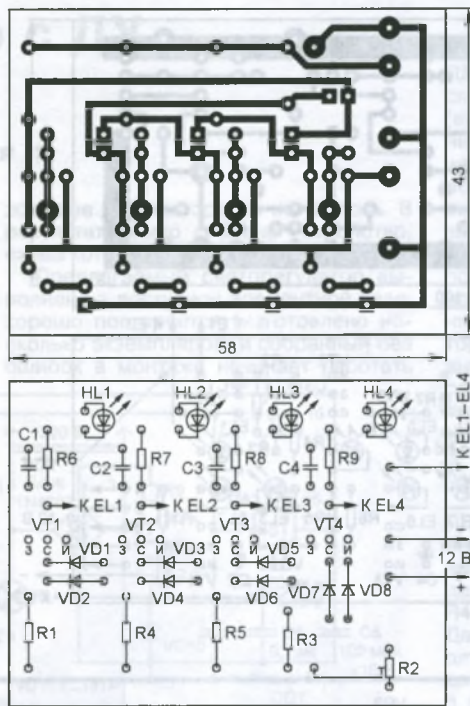 43
58
HL1 HL2 HL3 HL4
C1 R6 C2 R7 C3 R8 C4 R9
К EL1 К EL2 К EL3 К EL4
К EL1–EL4
VT1 VT2 VT3 VT4
З С И З С И З С И З С И
VD1 VD3 VD5
12 В
VD2 VD4 VD6 VD7 VD8
– +
R1 R4 R5 R3 R2